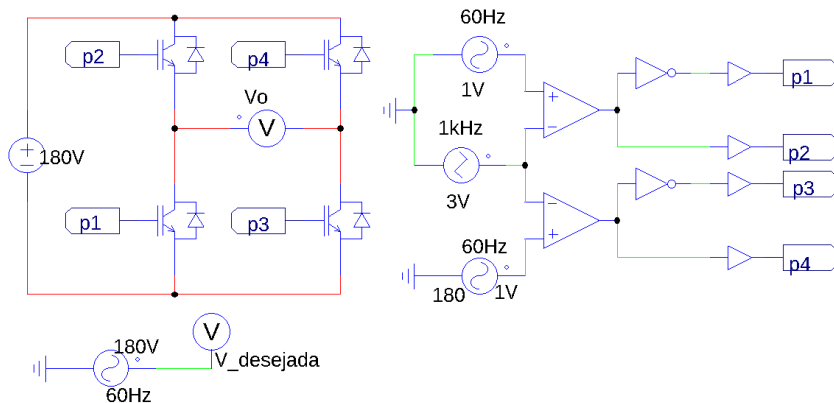 p2
p4
Vo
V
180V
p1
p3
180V
V
V_desejada
60Hz
60Hz
1V
1kHz
3V
60Hz
180
1V
p1
p2
p3
p4